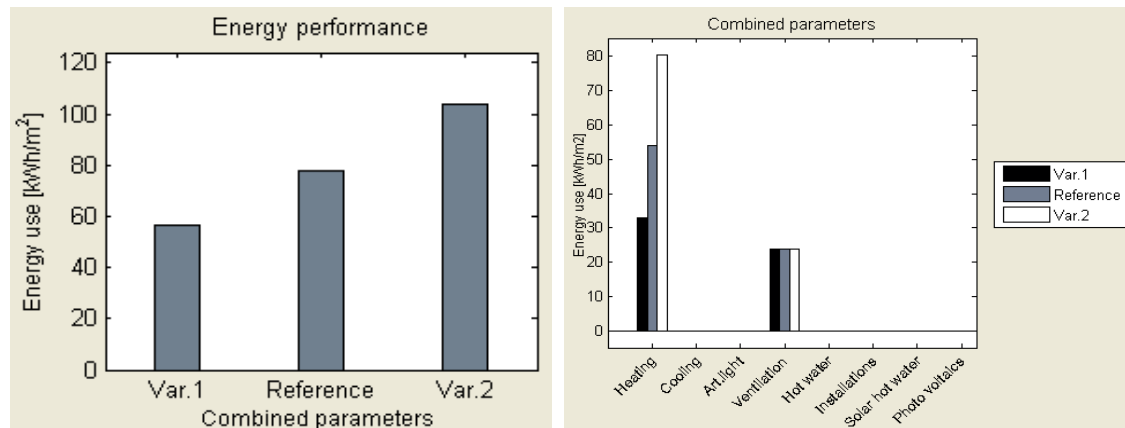 Energy performance
120
100
80
60
40
20
0
Energy use [kWh/m²]
Var.1 Reference Var.2
Combined parameters
Combined parameters
80
70
60
50
40
30
20
10
0
Energy use [kWh/m2]
Heating
Cooling
Art.light
Ventilation
Hot water
Installations
Solar hot water
Photo voltaics
Var.1
Reference
Var.2